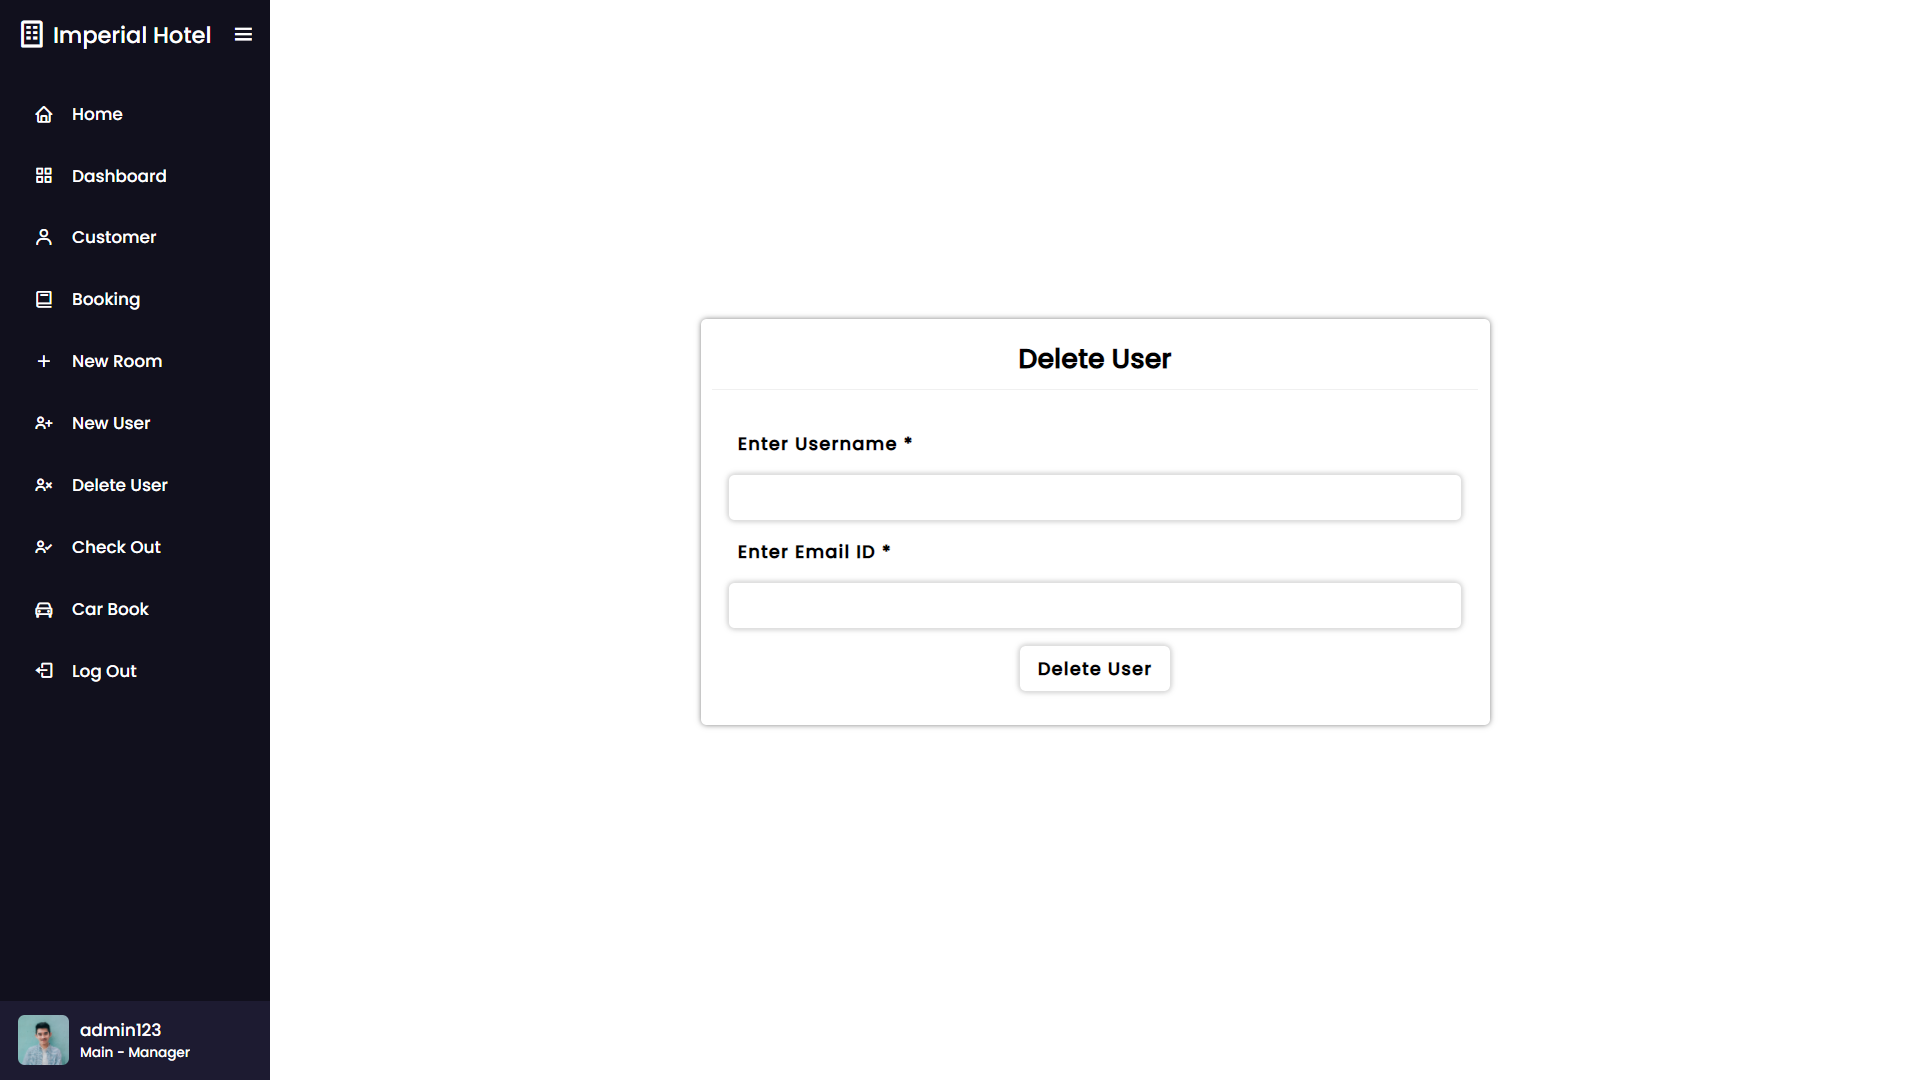 Imperial Hotel
Home
Dashboard
Customer
Booking
New Room
New User
Delete User
Check Out
Car Book
Log Out
admin123
Main - Manager
Delete User
Enter Username *
Enter Email ID *
Delete User